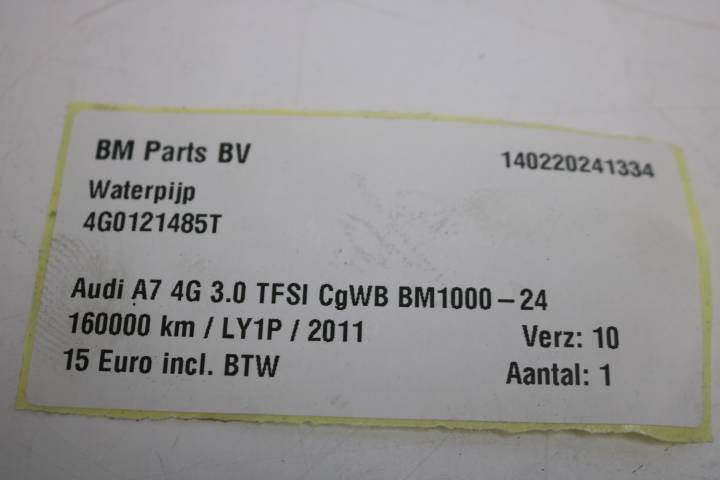 BM Parts BV 140220241334
Waterpijp
4G0121485T
Audi A7 4G 3.0 TFSI CgWB BM1000-24
160000 km / LY1P / 2011 Verz: 10
15 Euro incl. BTW Aantal: 1